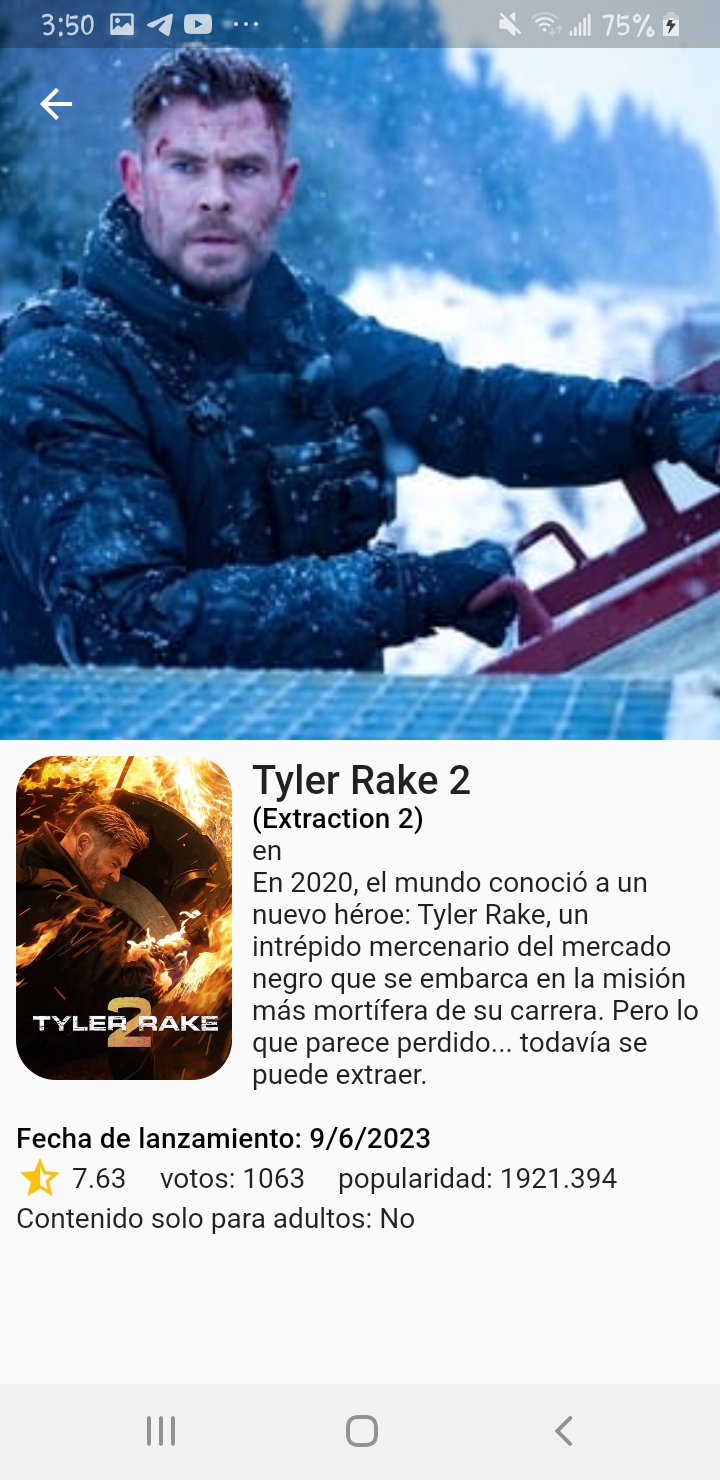 3:50 75%
TYLER RAKE
2
Tyler Rake 2
(Extraction 2)
en
En 2020, el mundo conoció a un
nuevo héroe: Tyler Rake, un
intrépido mercenario del mercado
negro que se embarca en la misión
más mortífera de su carrera. Pero lo
que parece perdido... todavía se
puede extraer.
Fecha de lanzamiento: 9/6/2023
7.63 votos: 1063 popularidad: 1921.394
Contenido solo para adultos: No